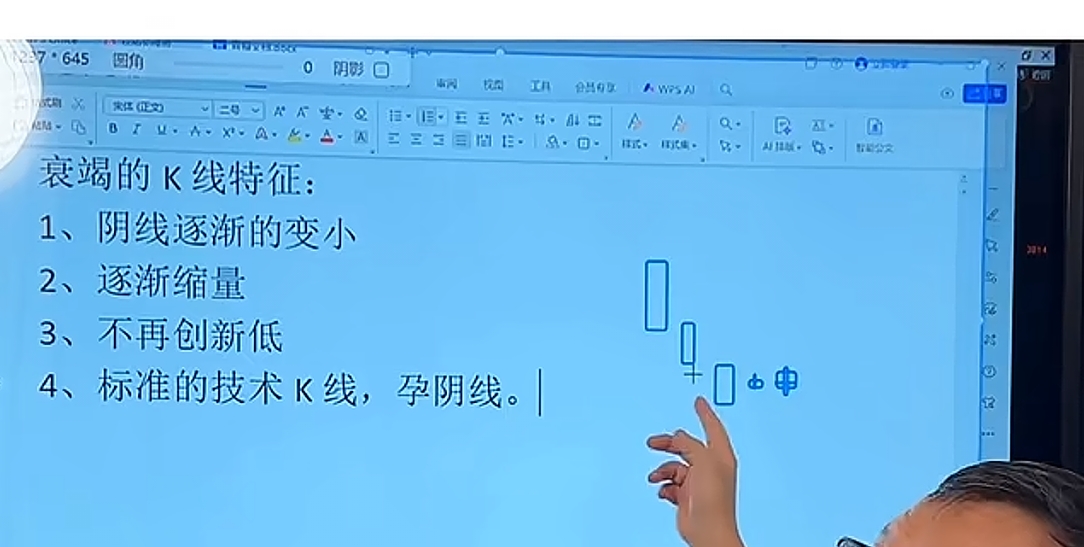 * 645 圆角 0 阴影
审阅 视图 工具 会员专享 WPS AI
宋体 (正文) 二号
B I U A
样式 样式集 AI 排版 智能公文
衰竭的 K 线特征：
1、阴线逐渐的变小
2、逐渐缩量
3、不再创新低
4、标准的技术 K 线，孕阴线。